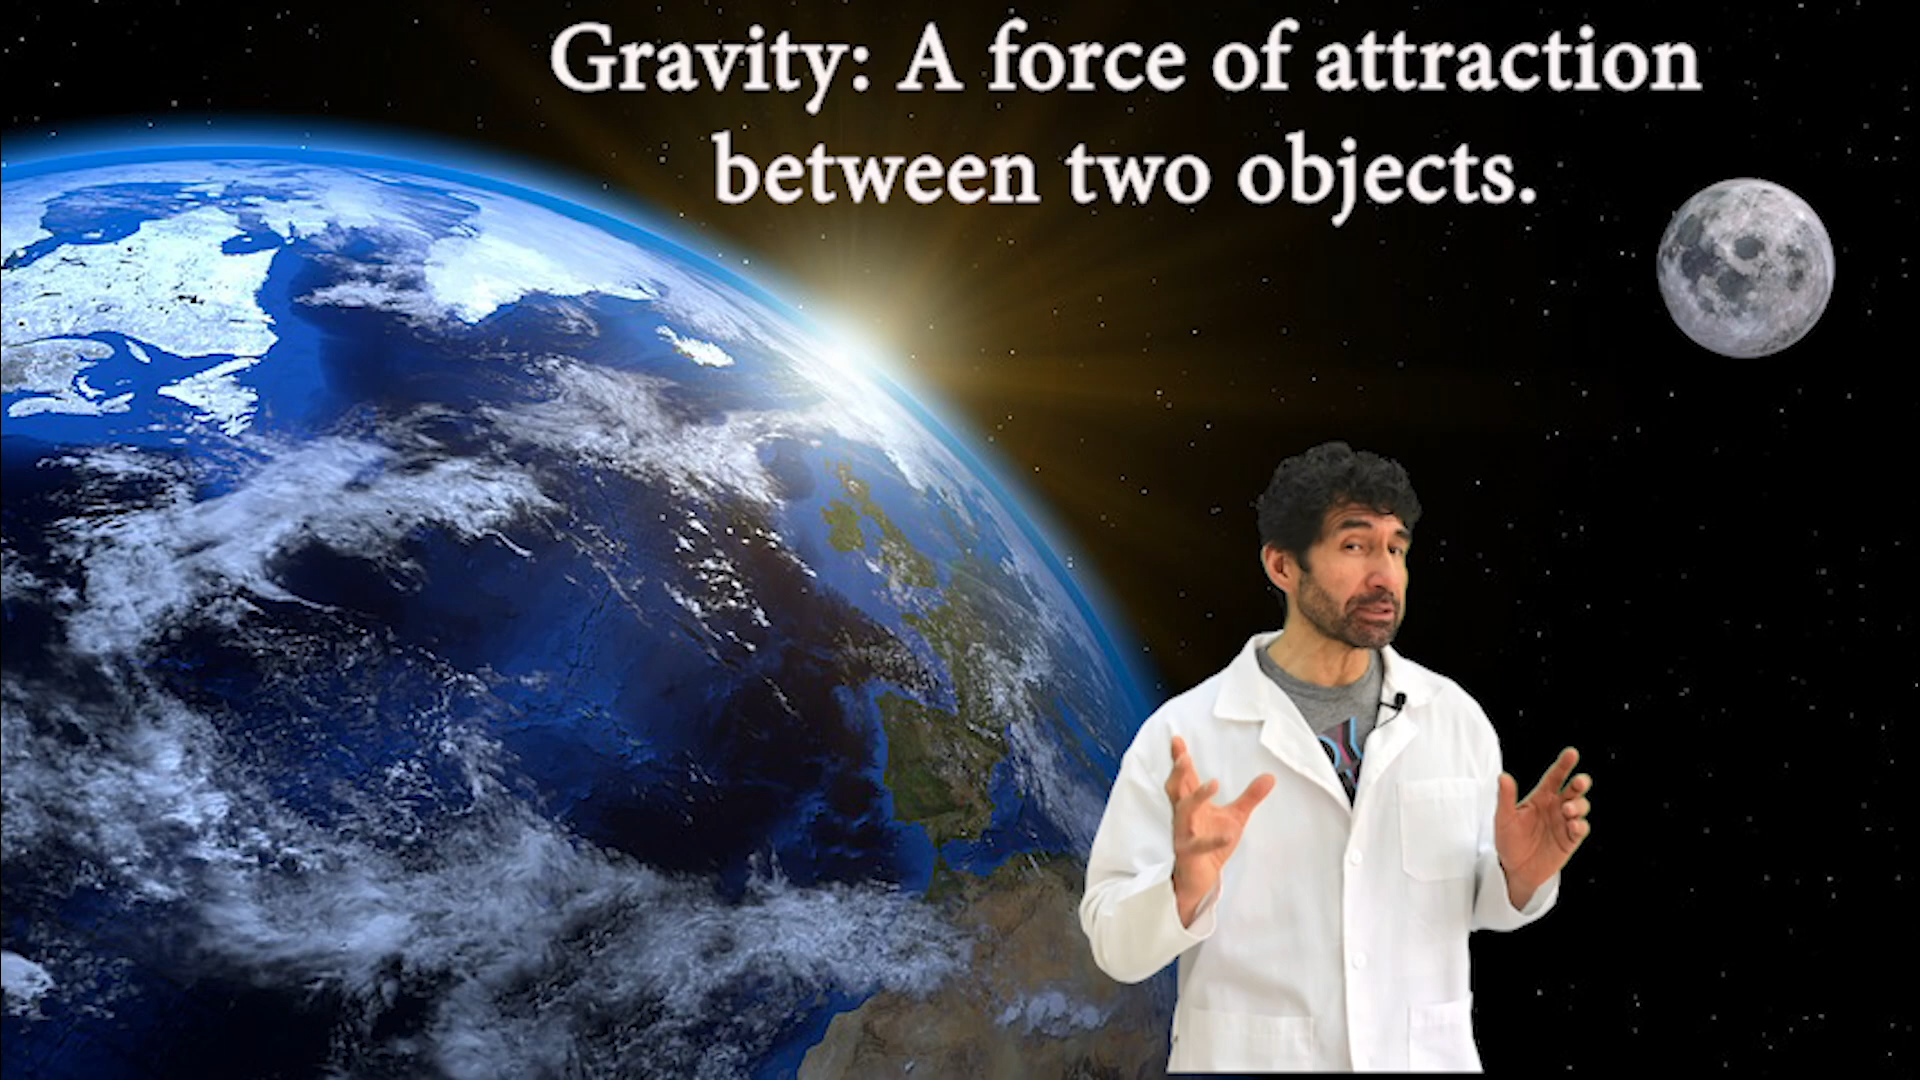 Gravity: A force of attraction
between two objects.